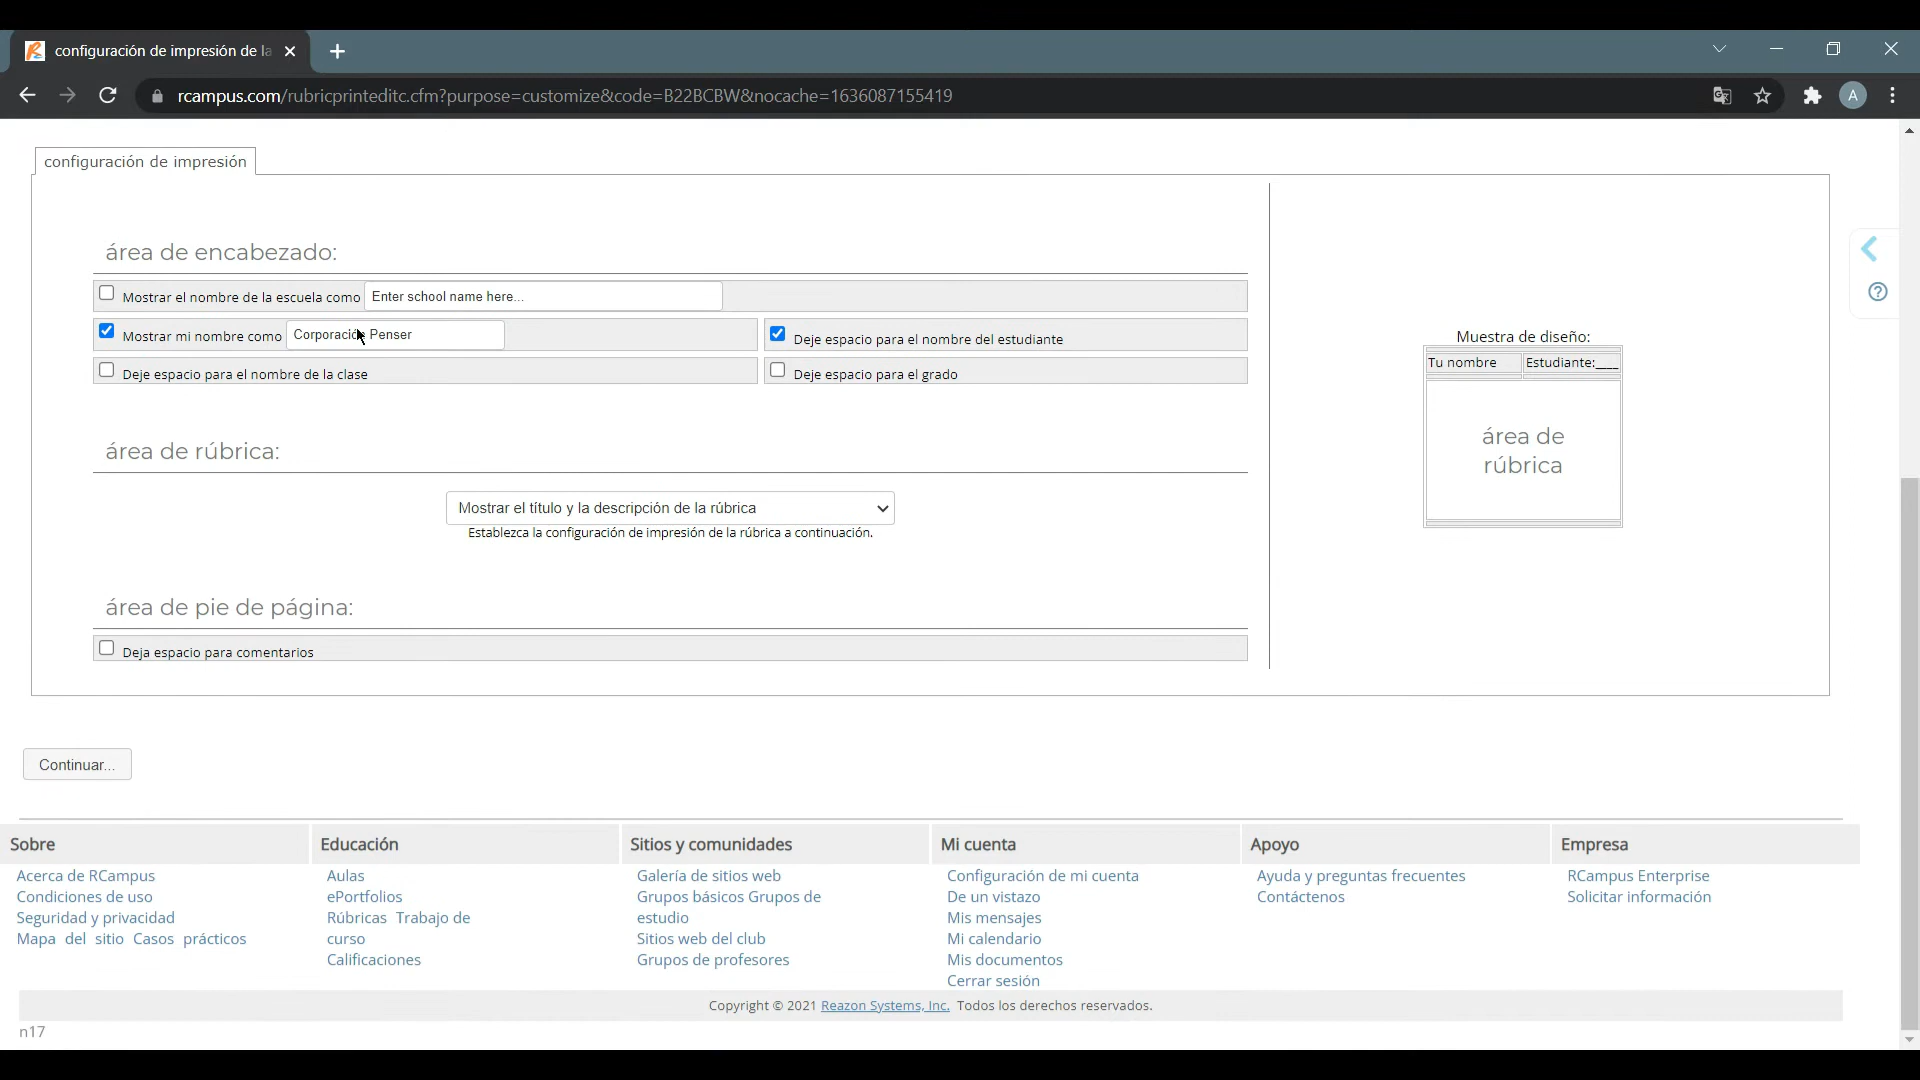 configuración de impresión de la
rcampus.com/rubricprinteditc.cfm?purpose=customize&code=B22BCBW&nocache=1636087155419
A
configuración de impresión
área de encabezado:
Mostrar el nombre de la escuela como Enter school name here...
Mostrar mi nombre como Corporación Penser
Deje espacio para el nombre del estudiante
Deje espacio para el nombre de la clase
Deje espacio para el grado
área de rúbrica:
Mostrar el título y la descripción de la rúbrica
Establezca la configuración de impresión de la rúbrica a continuación.
área de pie de página:
Deja espacio para comentarios
Muestra de diseño:
Tu nombre Estudiante:____
área de
rúbrica
Continuar...
Sobre
Acerca de RCampus
Condiciones de uso
Seguridad y privacidad
Mapa del sitio Casos prácticos
Educación
Aulas
ePortfolios
Rúbricas Trabajo de
curso
Calificaciones
Sitios y comunidades
Galería de sitios web
Grupos básicos Grupos de
estudio
Sitios web del club
Grupos de profesores
Mi cuenta
Configuración de mi cuenta
De un vistazo
Mis mensajes
Mi calendario
Mis documentos
Cerrar sesión
Apoyo
Ayuda y preguntas frecuentes
Contáctenos
Empresa
RCampus Enterprise
Solicitar información
Copyright © 2021 Reazon Systems, Inc. Todos los derechos reservados.
n17